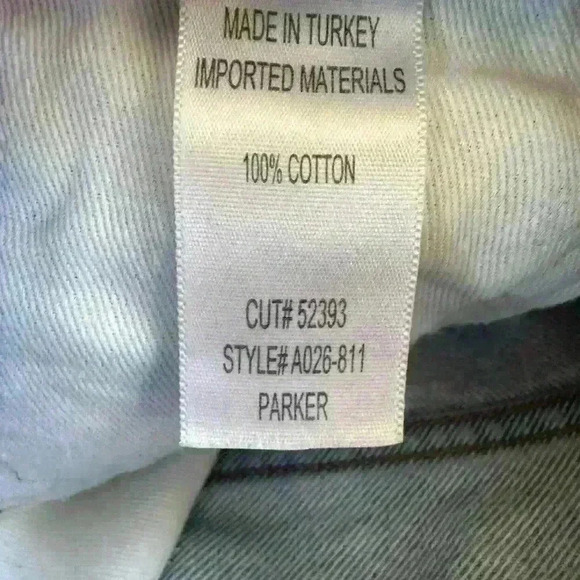 MADE IN TURKEY
IMPORTED MATERIALS
100% COTTON
CUT# 52393
STYLE# A026-811
PARKER